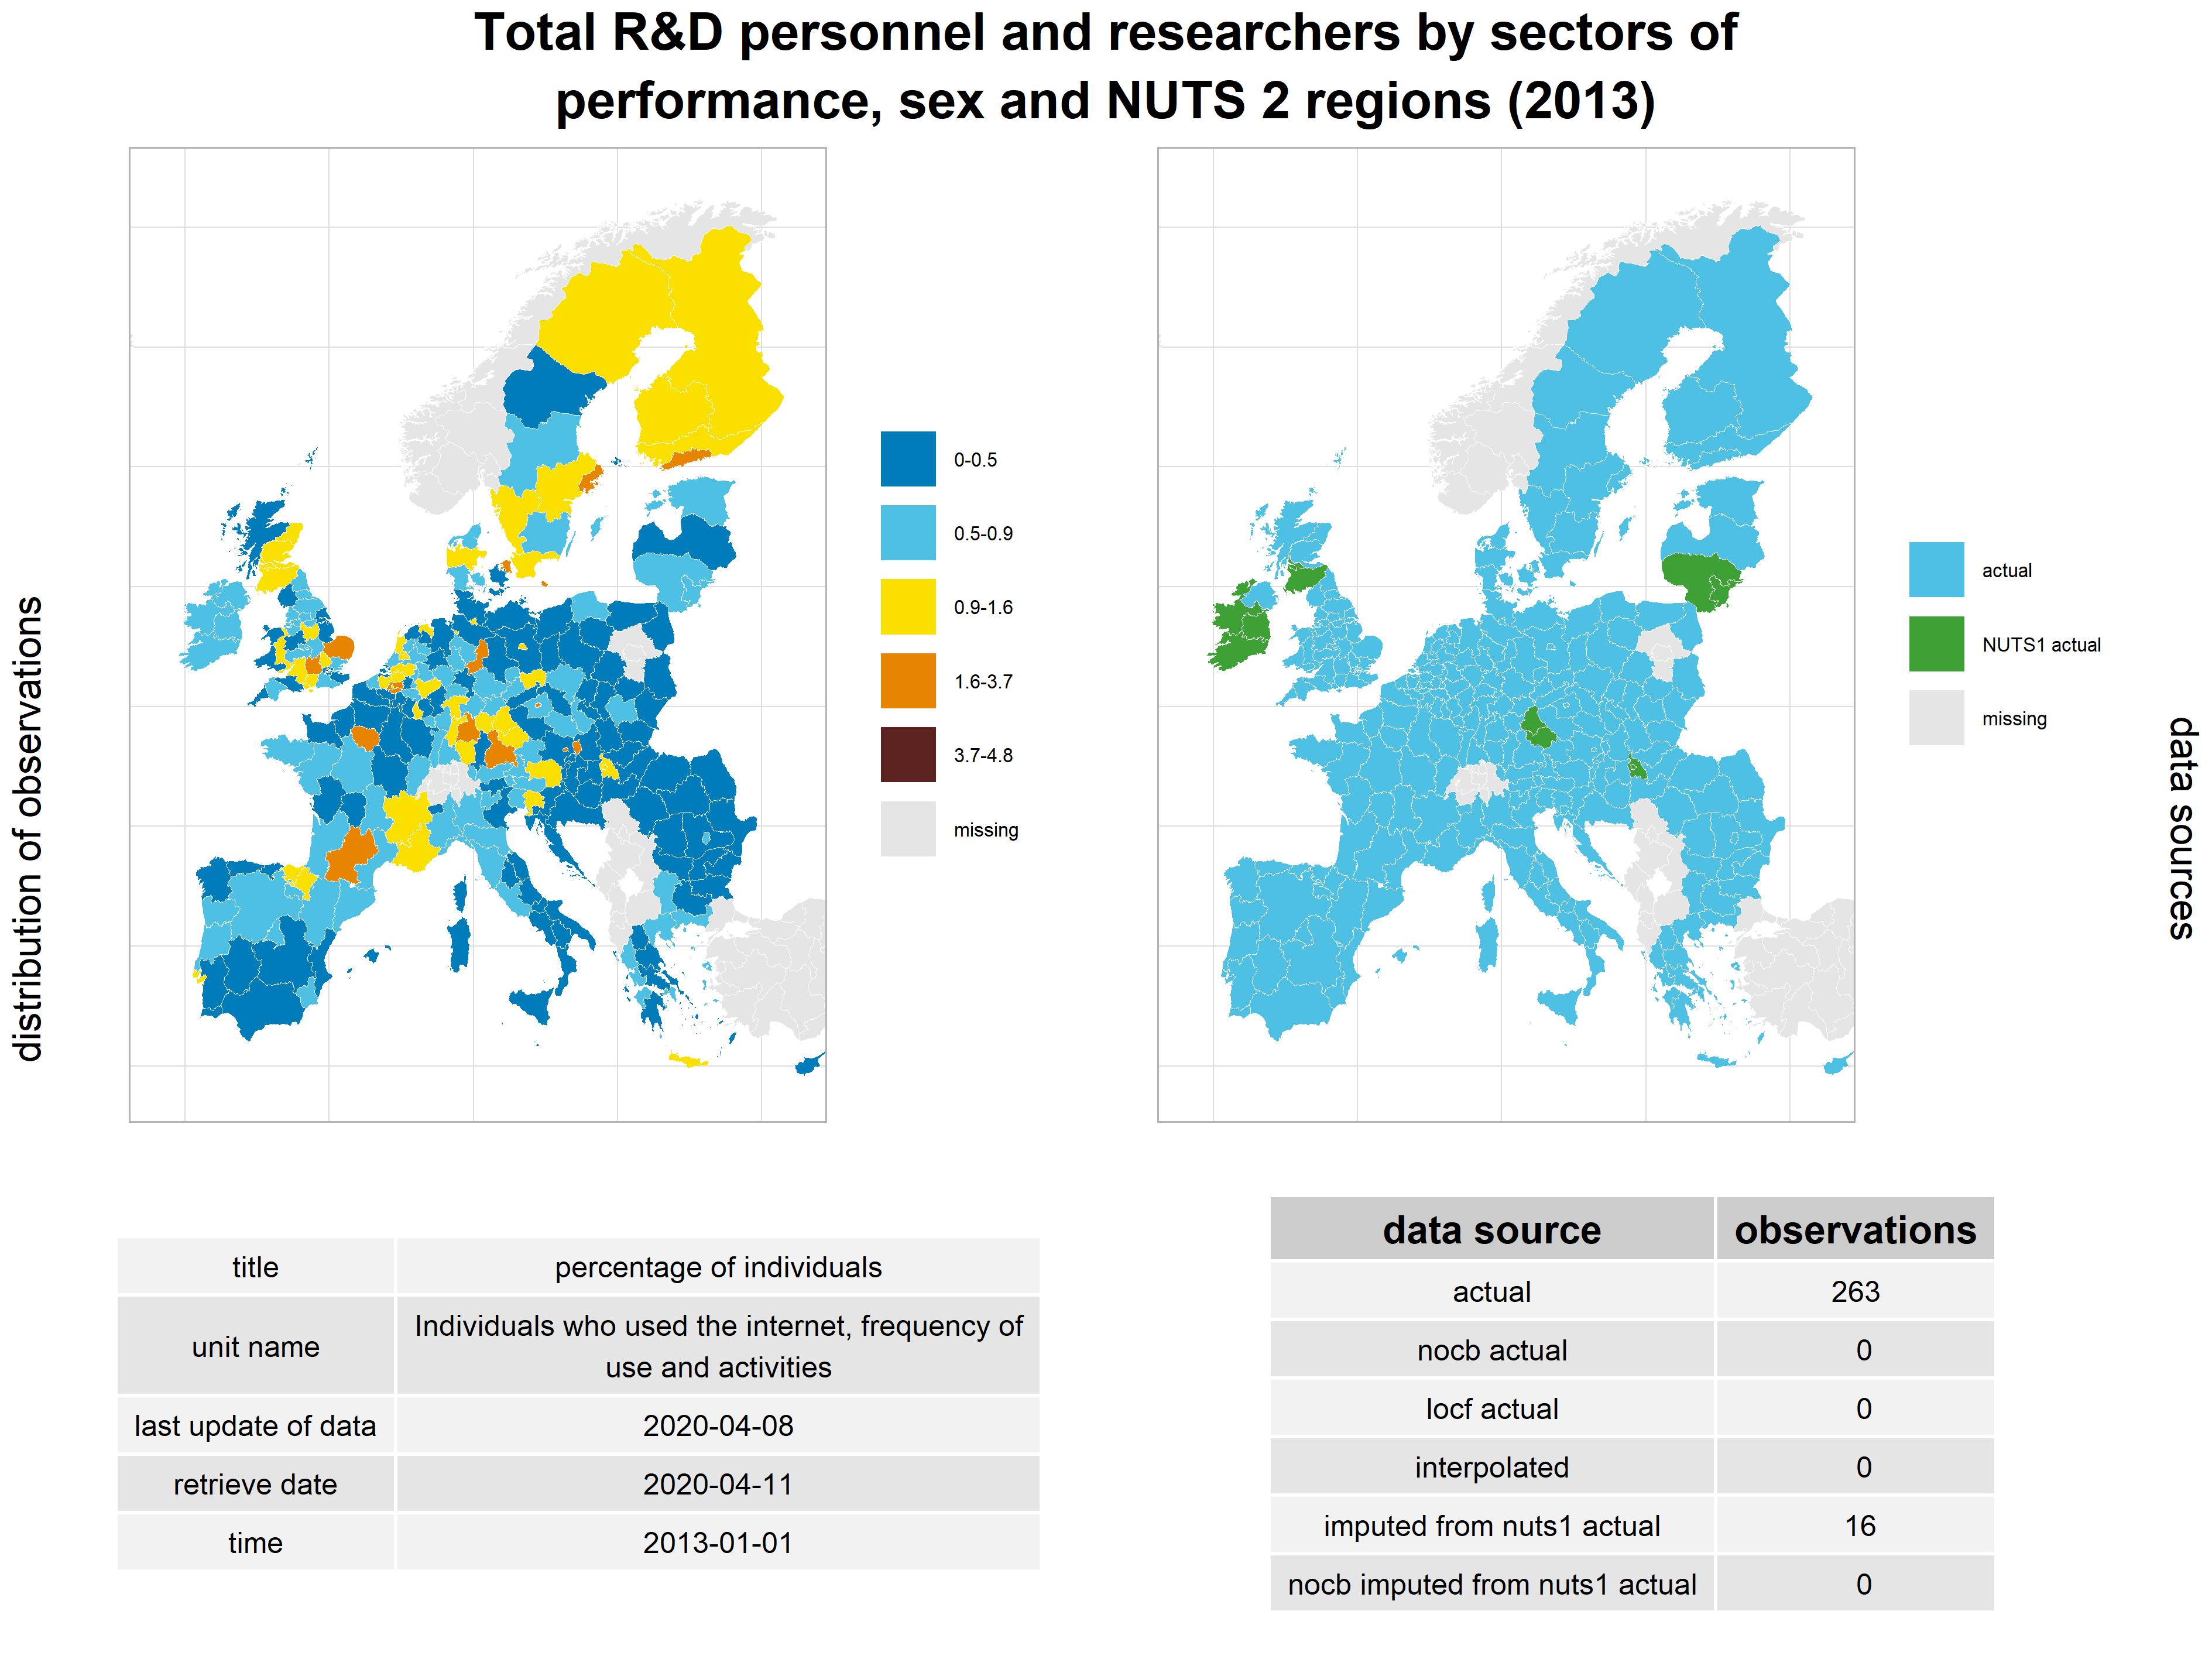 Total R&D personnel and researchers by sectors of
performance, sex and NUTS 2 regions (2013)
distribution of observations
0-0.5
0.5-0.9
0.9-1.6
1.6-3.7
3.7-4.8
missing
actual
NUTS1 actual
missing
data sources
title percentage of individuals
unit name Individuals who used the internet, frequency of
use and activities
last update of data 2020-04-08
retrieve date 2020-04-11
time 2013-01-01
data source observations
actual 263
nocb actual 0
locf actual 0
interpolated 0
imputed from nuts1 actual 16
nocb imputed from nuts1 actual 0